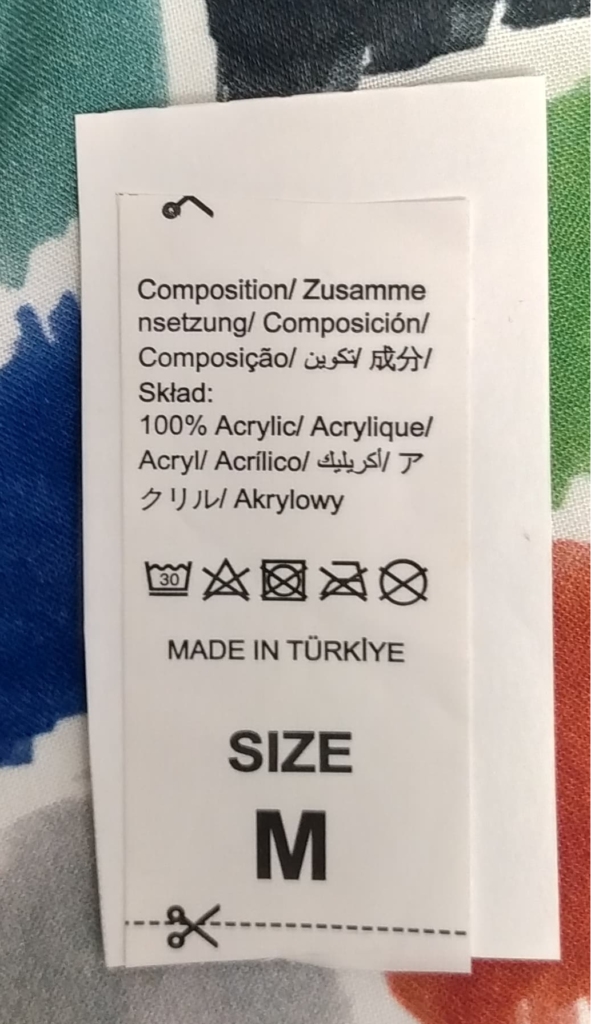 Composition/ Zusamme
nsetzung/ Composición/
Composição/ تكوين/ 成分/
Skład:
100% Acrylic/ Acrylique/
Acryl/ Acrílico/ أكريليك/ ア
クリル/ Akrylowy
30
MADE IN TÜRKİYE
SIZE
M